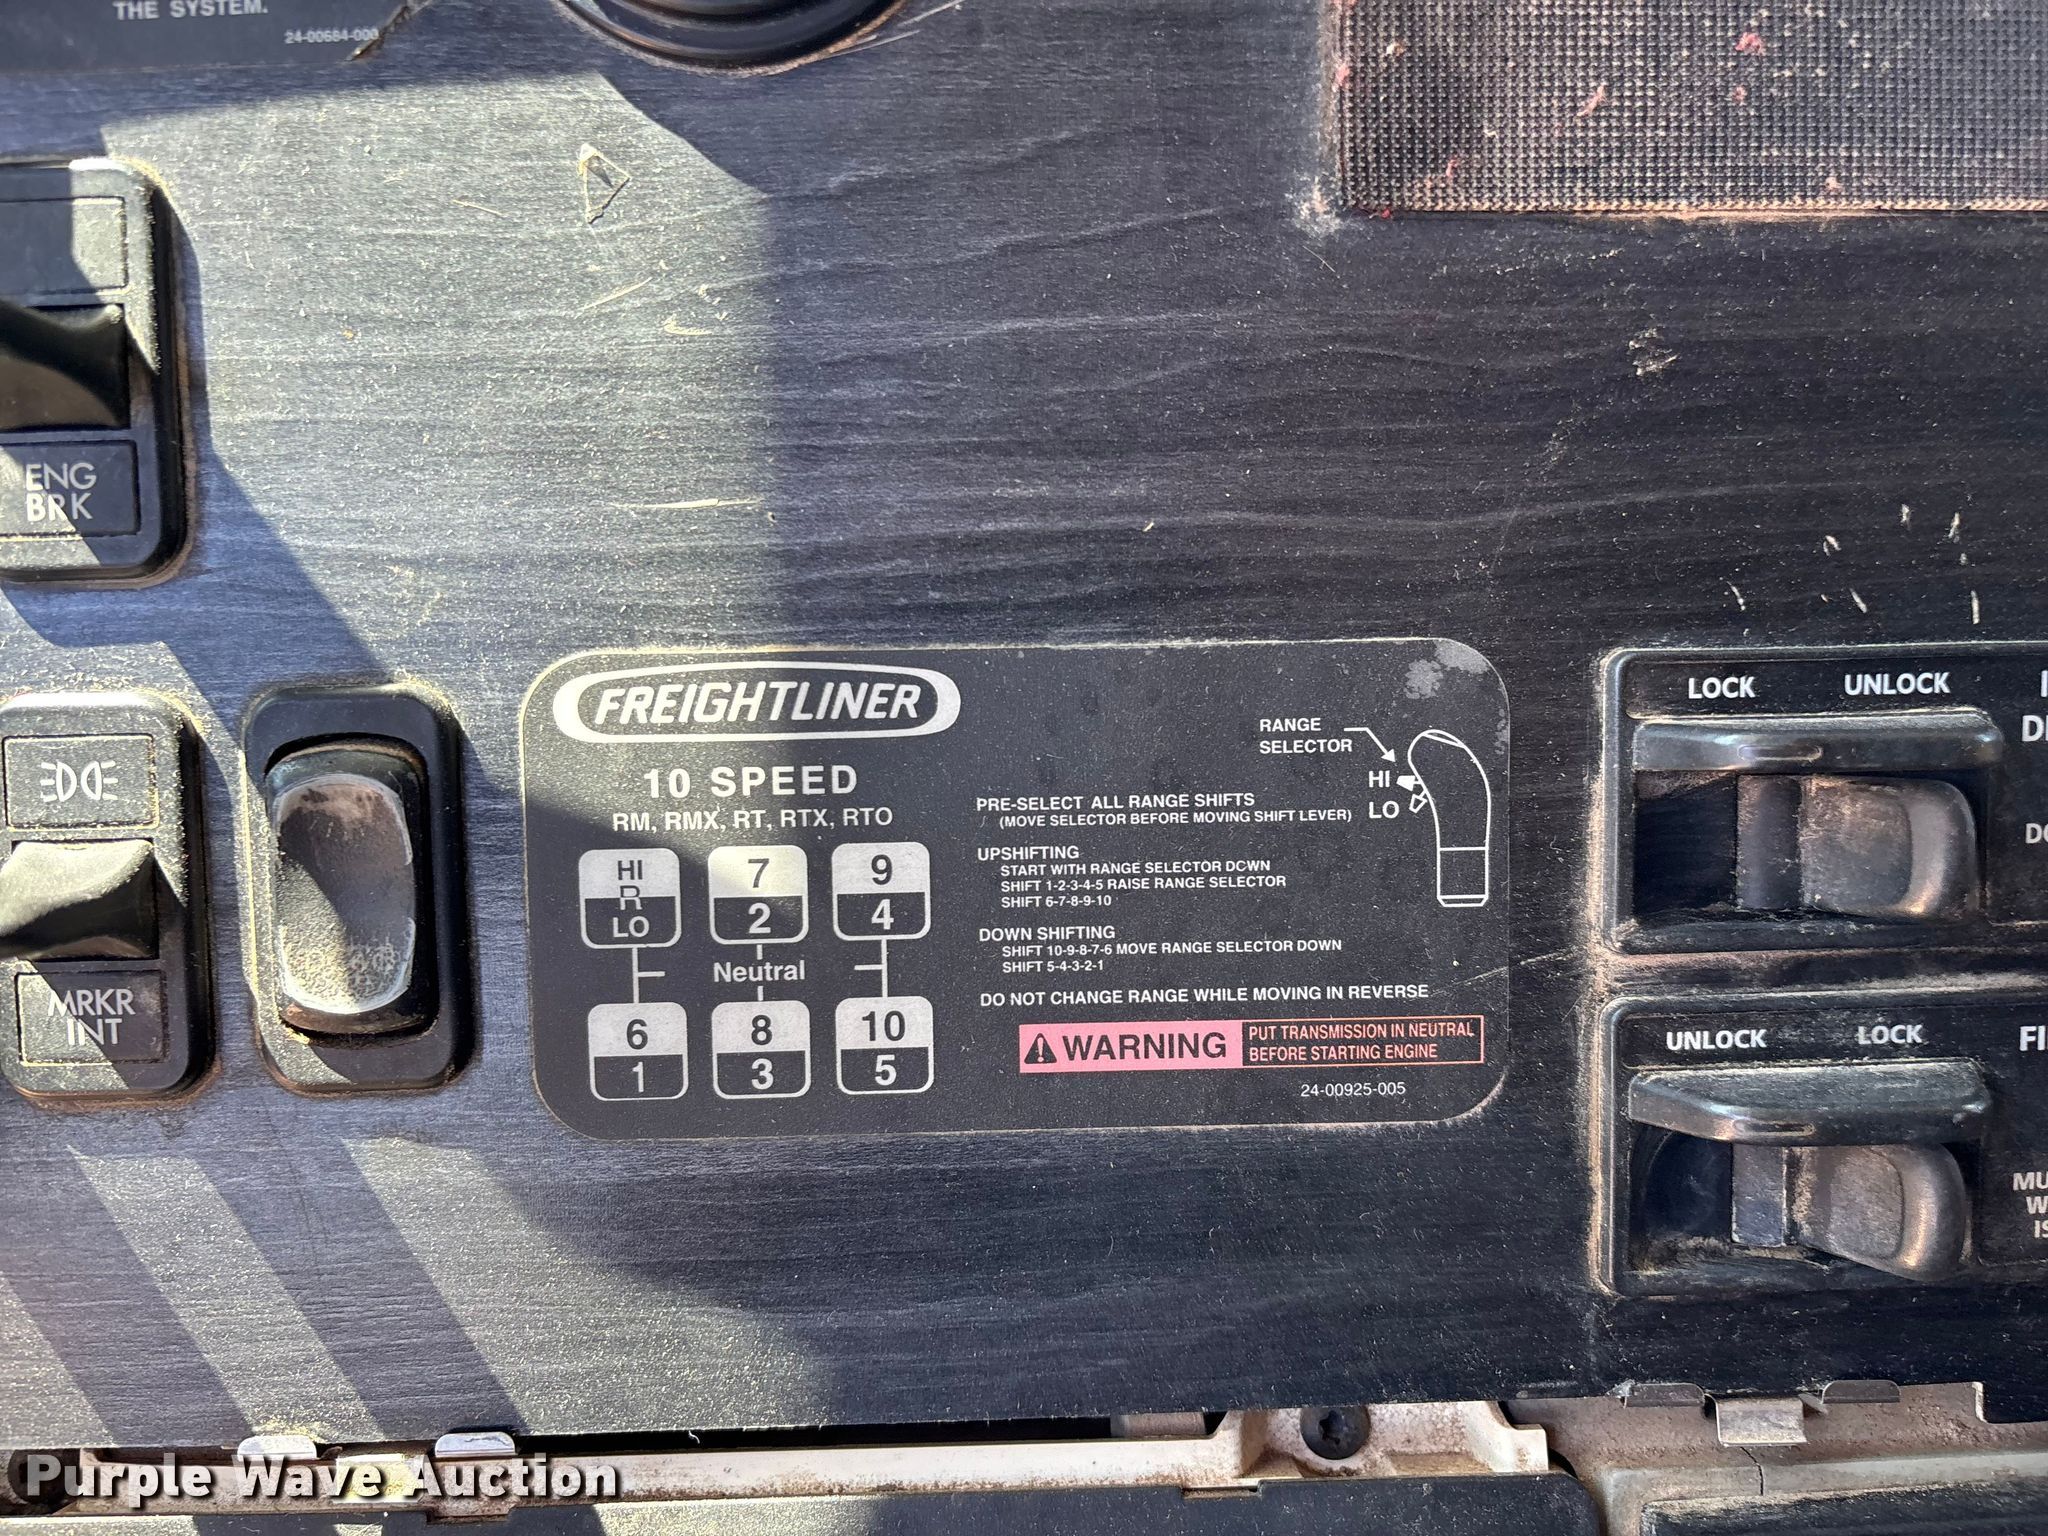 THE SYSTEM.
24-00684-000
ENG
BRK
MRKR
INT
FREIGHTLINER
10 SPEED
RM, RMX, RT, RTX, RTO
HI
R
LO
7
2
9
4
Neutral
6
1
8
3
10
5
RANGE
SELECTOR
HI
LO
PRE-SELECT ALL RANGE SHIFTS
(MOVE SELECTOR BEFORE MOVING SHIFT LEVER)
UPSHIFTING
START WITH RANGE SELECTOR DOWN
SHIFT 1-2-3-4-5 RAISE RANGE SELECTOR
SHIFT 6-7-8-9-10
DOWN SHIFTING
SHIFT 10-9-8-7-6 MOVE RANGE SELECTOR DOWN
SHIFT 5-4-3-2-1
DO NOT CHANGE RANGE WHILE MOVING IN REVERSE
WARNING
PUT TRANSMISSION IN NEUTRAL
BEFORE STARTING ENGINE
24-00925-005
LOCK UNLOCK
UNLOCK LOCK
Purple Wave Auction